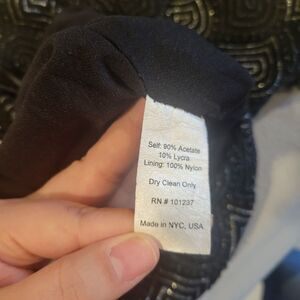 Self: 90% Acetate
10% Lycra
Lining: 100% Nylon
Dry Clean Only
RN # 101237
Made in NYC, USA